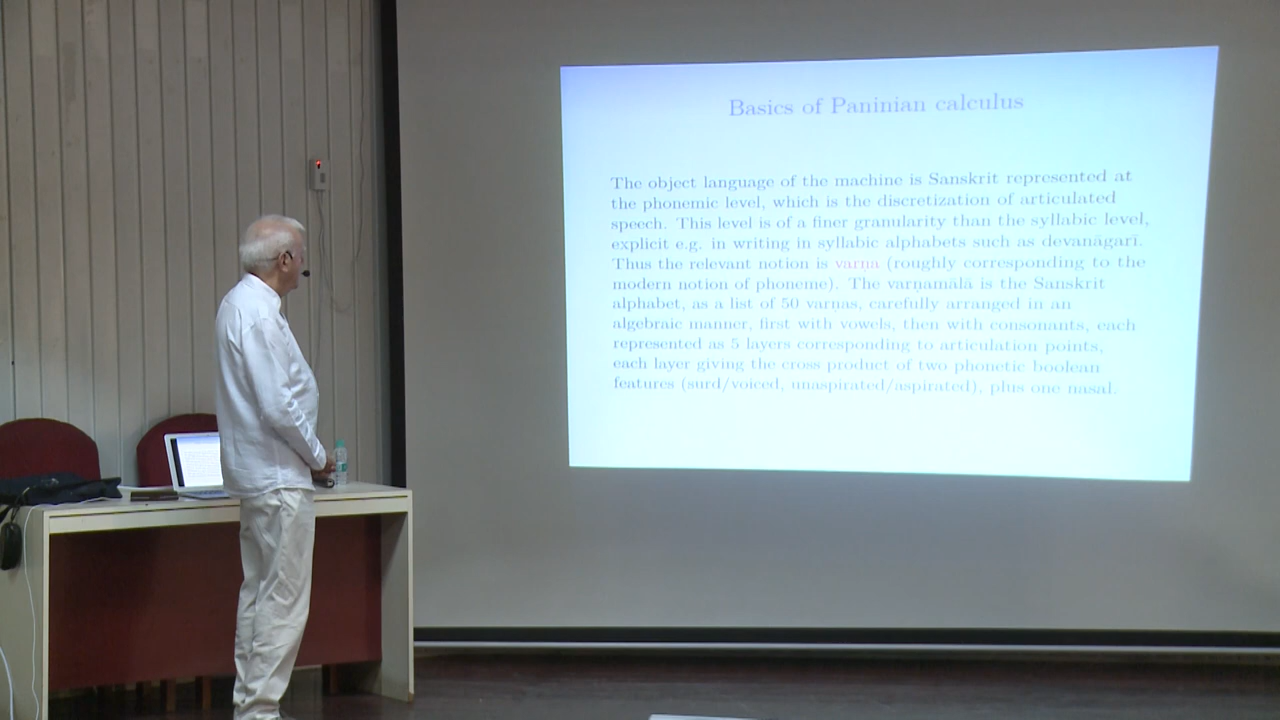 Basics of Paninian calculus
The object language of the machine is Sanskrit represented at
the phonemic level, which is the discretization of articulated
speech. This level is of a finer granularity than the syllabic level,
explicit e.g. in writing in syllabic alphabets such as devanāgarī.
Thus the relevant notion is varṇa (roughly corresponding to the
modern notion of phoneme). The varṇamālā is the Sanskrit
alphabet, as a list of 50 varṇas, carefully arranged in an
algebraic manner, first with vowels, then with consonants, each
represented as 5 layers corresponding to articulation points,
each layer giving the cross product of two phonetic boolean
features (surd/voiced, unaspirated/aspirated), plus one nasal.